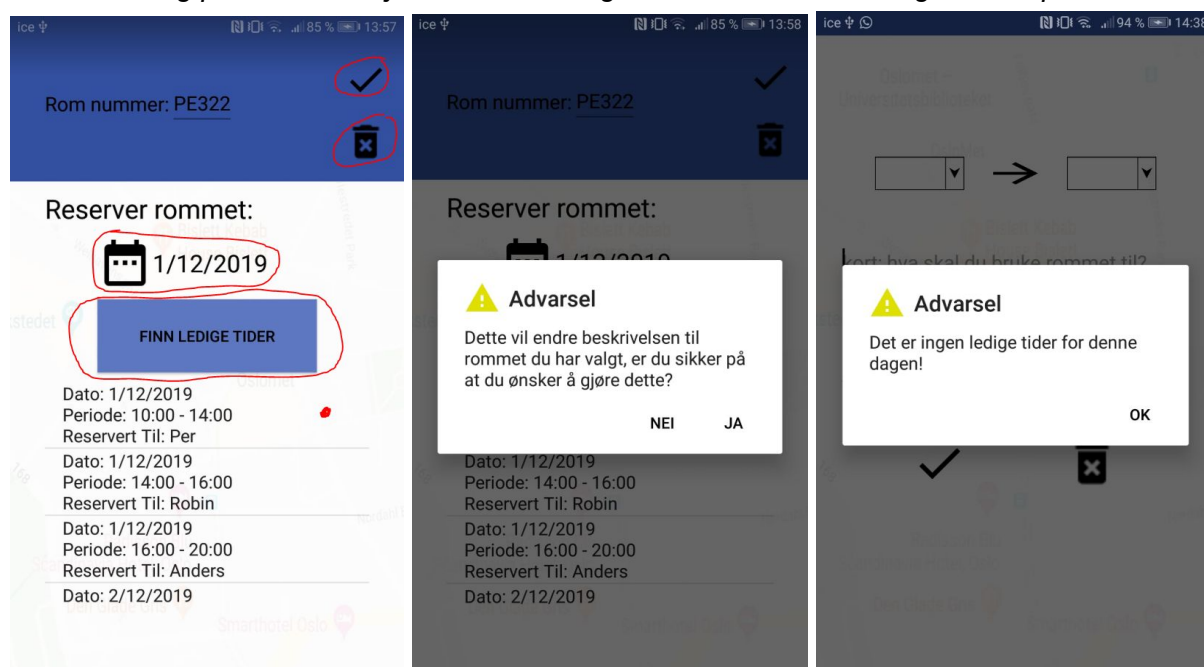 ice 85 % 13:57
Rom nummer: PE322
Reserver rommet:
1/12/2019
FINN LEDIGE TIDER
Dato: 1/12/2019
Periode: 10:00 - 14:00
Reservert Til: Per
Dato: 1/12/2019
Periode: 14:00 - 16:00
Reservert Til: Robin
Dato: 1/12/2019
Periode: 16:00 - 20:00
Reservert Til: Anders
Dato: 2/12/2019
Smarthotel Oslo
ice 85 % 13:58
Rom nummer: PE322
Reserver rommet:
1/12/2019
Advarsel
Dette vil endre beskrivelsen til
rommet du har valgt, er du sikker på
at du ønsker å gjøre dette?
NEI JA
Dato: 1/12/2019
Periode: 14:00 - 16:00
Reservert Til: Robin
Dato: 1/12/2019
Periode: 16:00 - 20:00
Reservert Til: Anders
Dato: 2/12/2019
ice 94 % 14:38
kort: hva skal du bruke rommet til?
Advarsel
Det er ingen ledige tider for denne
dagen!
OK